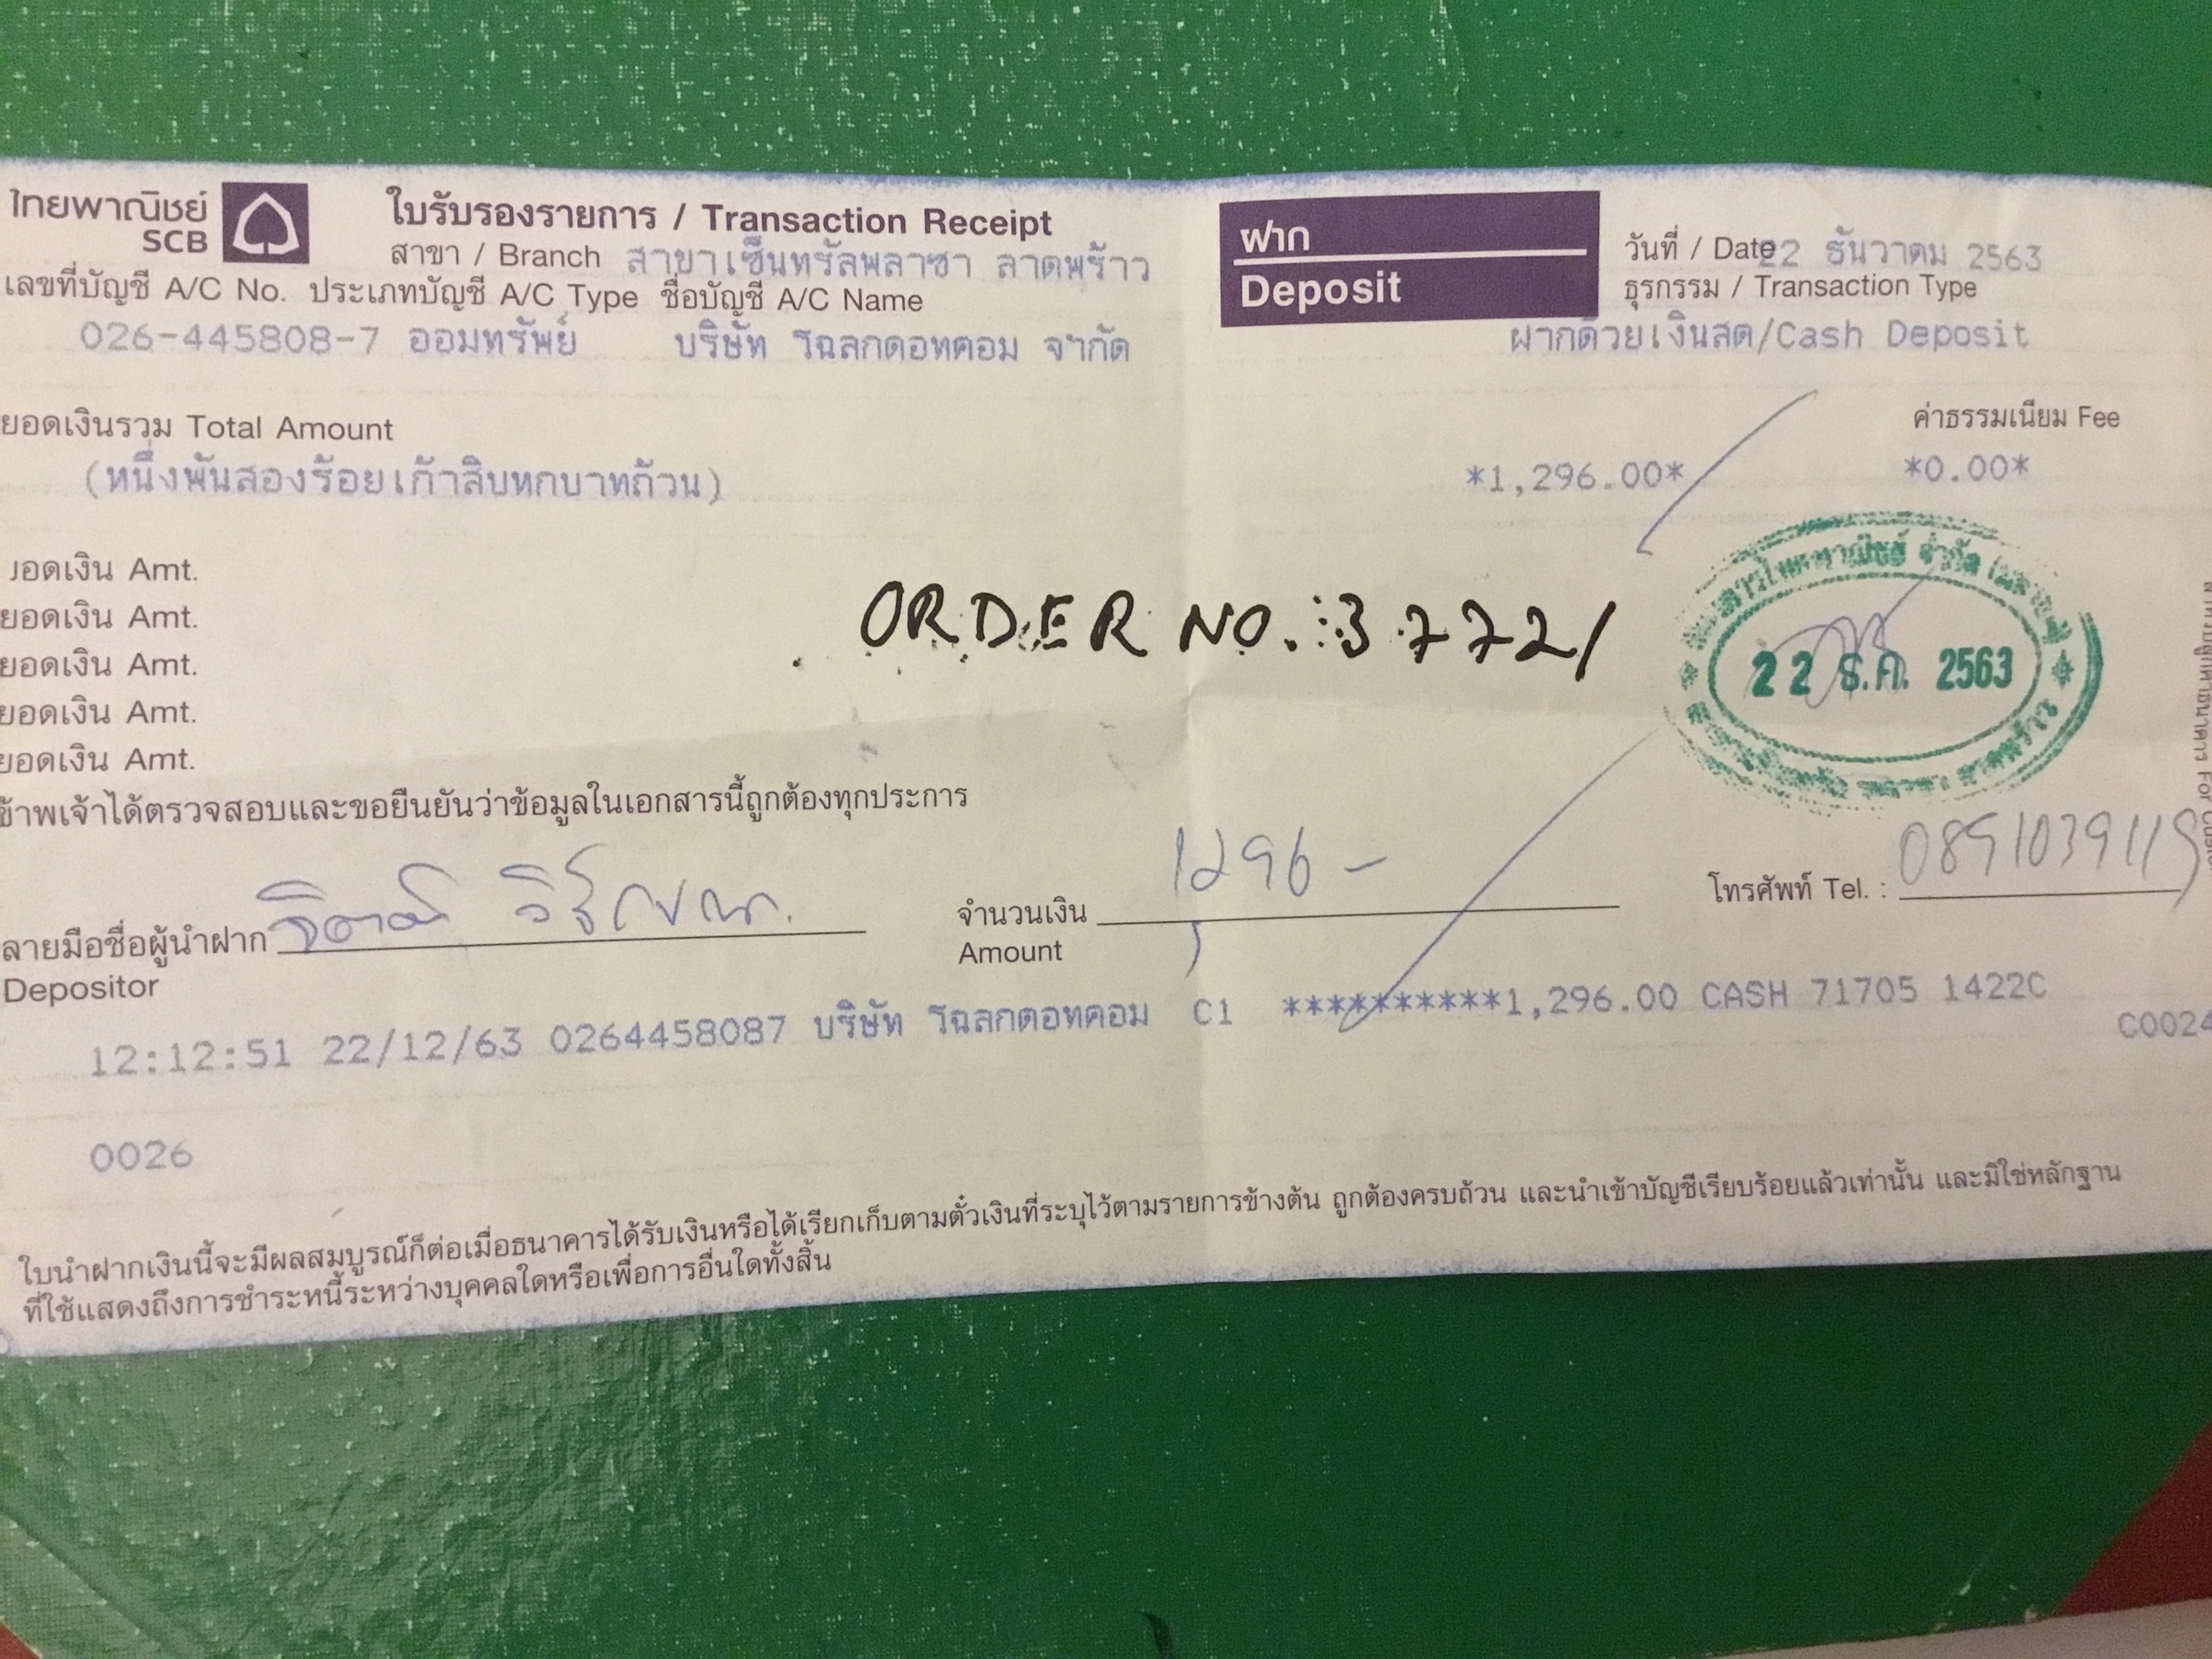 ไทยพาณิชย์
SCB
ใบรับรองรายการ / Transaction Receipt
สาขา / Branch สาขาเซ็นทรัลพลาซา ลาดพร้าว
ฝาก
Deposit
วันที่ / Date 22 ธันวาคม 2563
ธุรกรรม / Transaction Type
ฝากด้วยเงินสด/Cash Deposit
เลขที่บัญชี A/C No. ประเภทบัญชี A/C Type ชื่อบัญชี A/C Name
026-445808-7 ออมทรัพย์ บริษัท โฉลกดอทคอม จำกัด
ยอดเงินรวม Total Amount
ค่าธรรมเนียม Fee
(หนึ่งพันสองร้อยเก้าสิบหกบาทถ้วน) *1,296.00* *0.00*
ยอดเงิน Amt.
ยอดเงิน Amt.
ยอดเงิน Amt.
ยอดเงิน Amt.
ยอดเงิน Amt.
ORDER NO. : 37721
22 ธ.ค. 2563
ข้าพเจ้าได้ตรวจสอบและขอยืนยันว่าข้อมูลในเอกสารนี้ถูกต้องทุกประการ
ลายมือชื่อผู้นำฝาก
Depositor
จำนวนเงิน 1296 -
Amount
โทรศัพท์ Tel. : 0891039119
12:12:51 22/12/63 0264458087 บริษัท โฉลกดอทคอม C1 **********1,296.00 CASH 71705 1422C
C0024
0026
ใบนำฝากเงินนี้จะมีผลสมบูรณ์ก็ต่อเมื่อธนาคารได้รับเงินหรือได้เรียกเก็บตามตั๋วเงินที่ระบุไว้ตามรายการข้างต้น ถูกต้องครบถ้วน และนำเข้าบัญชีเรียบร้อยแล้วเท่านั้น และมิใช่หลักฐาน
ที่ใช้แสดงถึงการชำระหนี้ระหว่างบุคคลใดหรือเพื่อการอื่นใดทั้งสิ้น